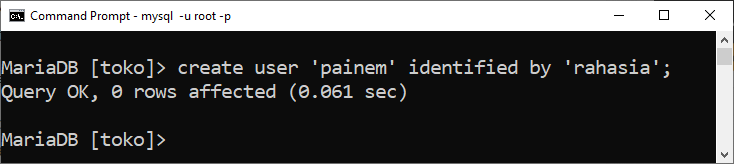 Command Prompt - mysql -u root -p
MariaDB [toko]> create user 'painem' identified by 'rahasia';
Query OK, 0 rows affected (0.061 sec)
MariaDB [toko]>